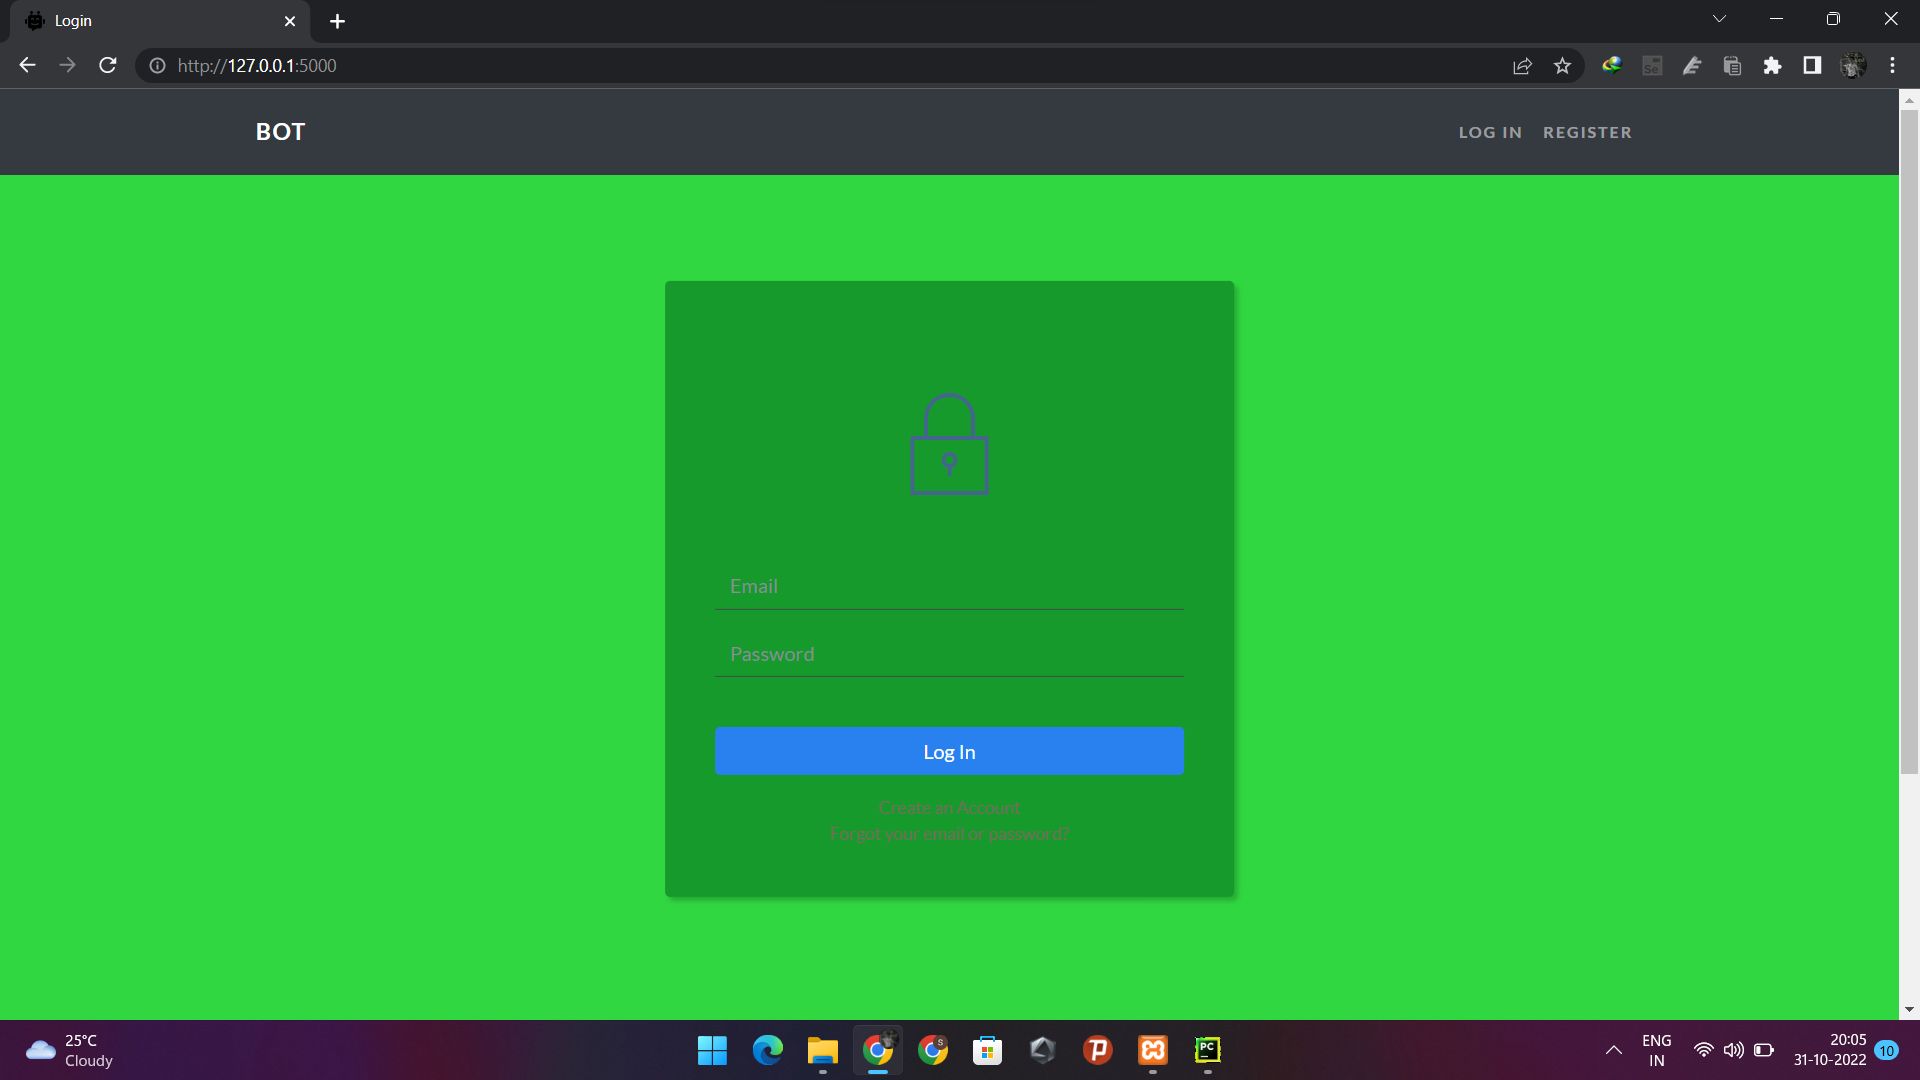 Login
http://127.0.0.1:5000
BOT
LOG IN
REGISTER
Email
Password
Log In
Create an Account
Forgot your email or password?
25°C
Cloudy
S
PC
ENG
IN
20:05
31-10-2022
10